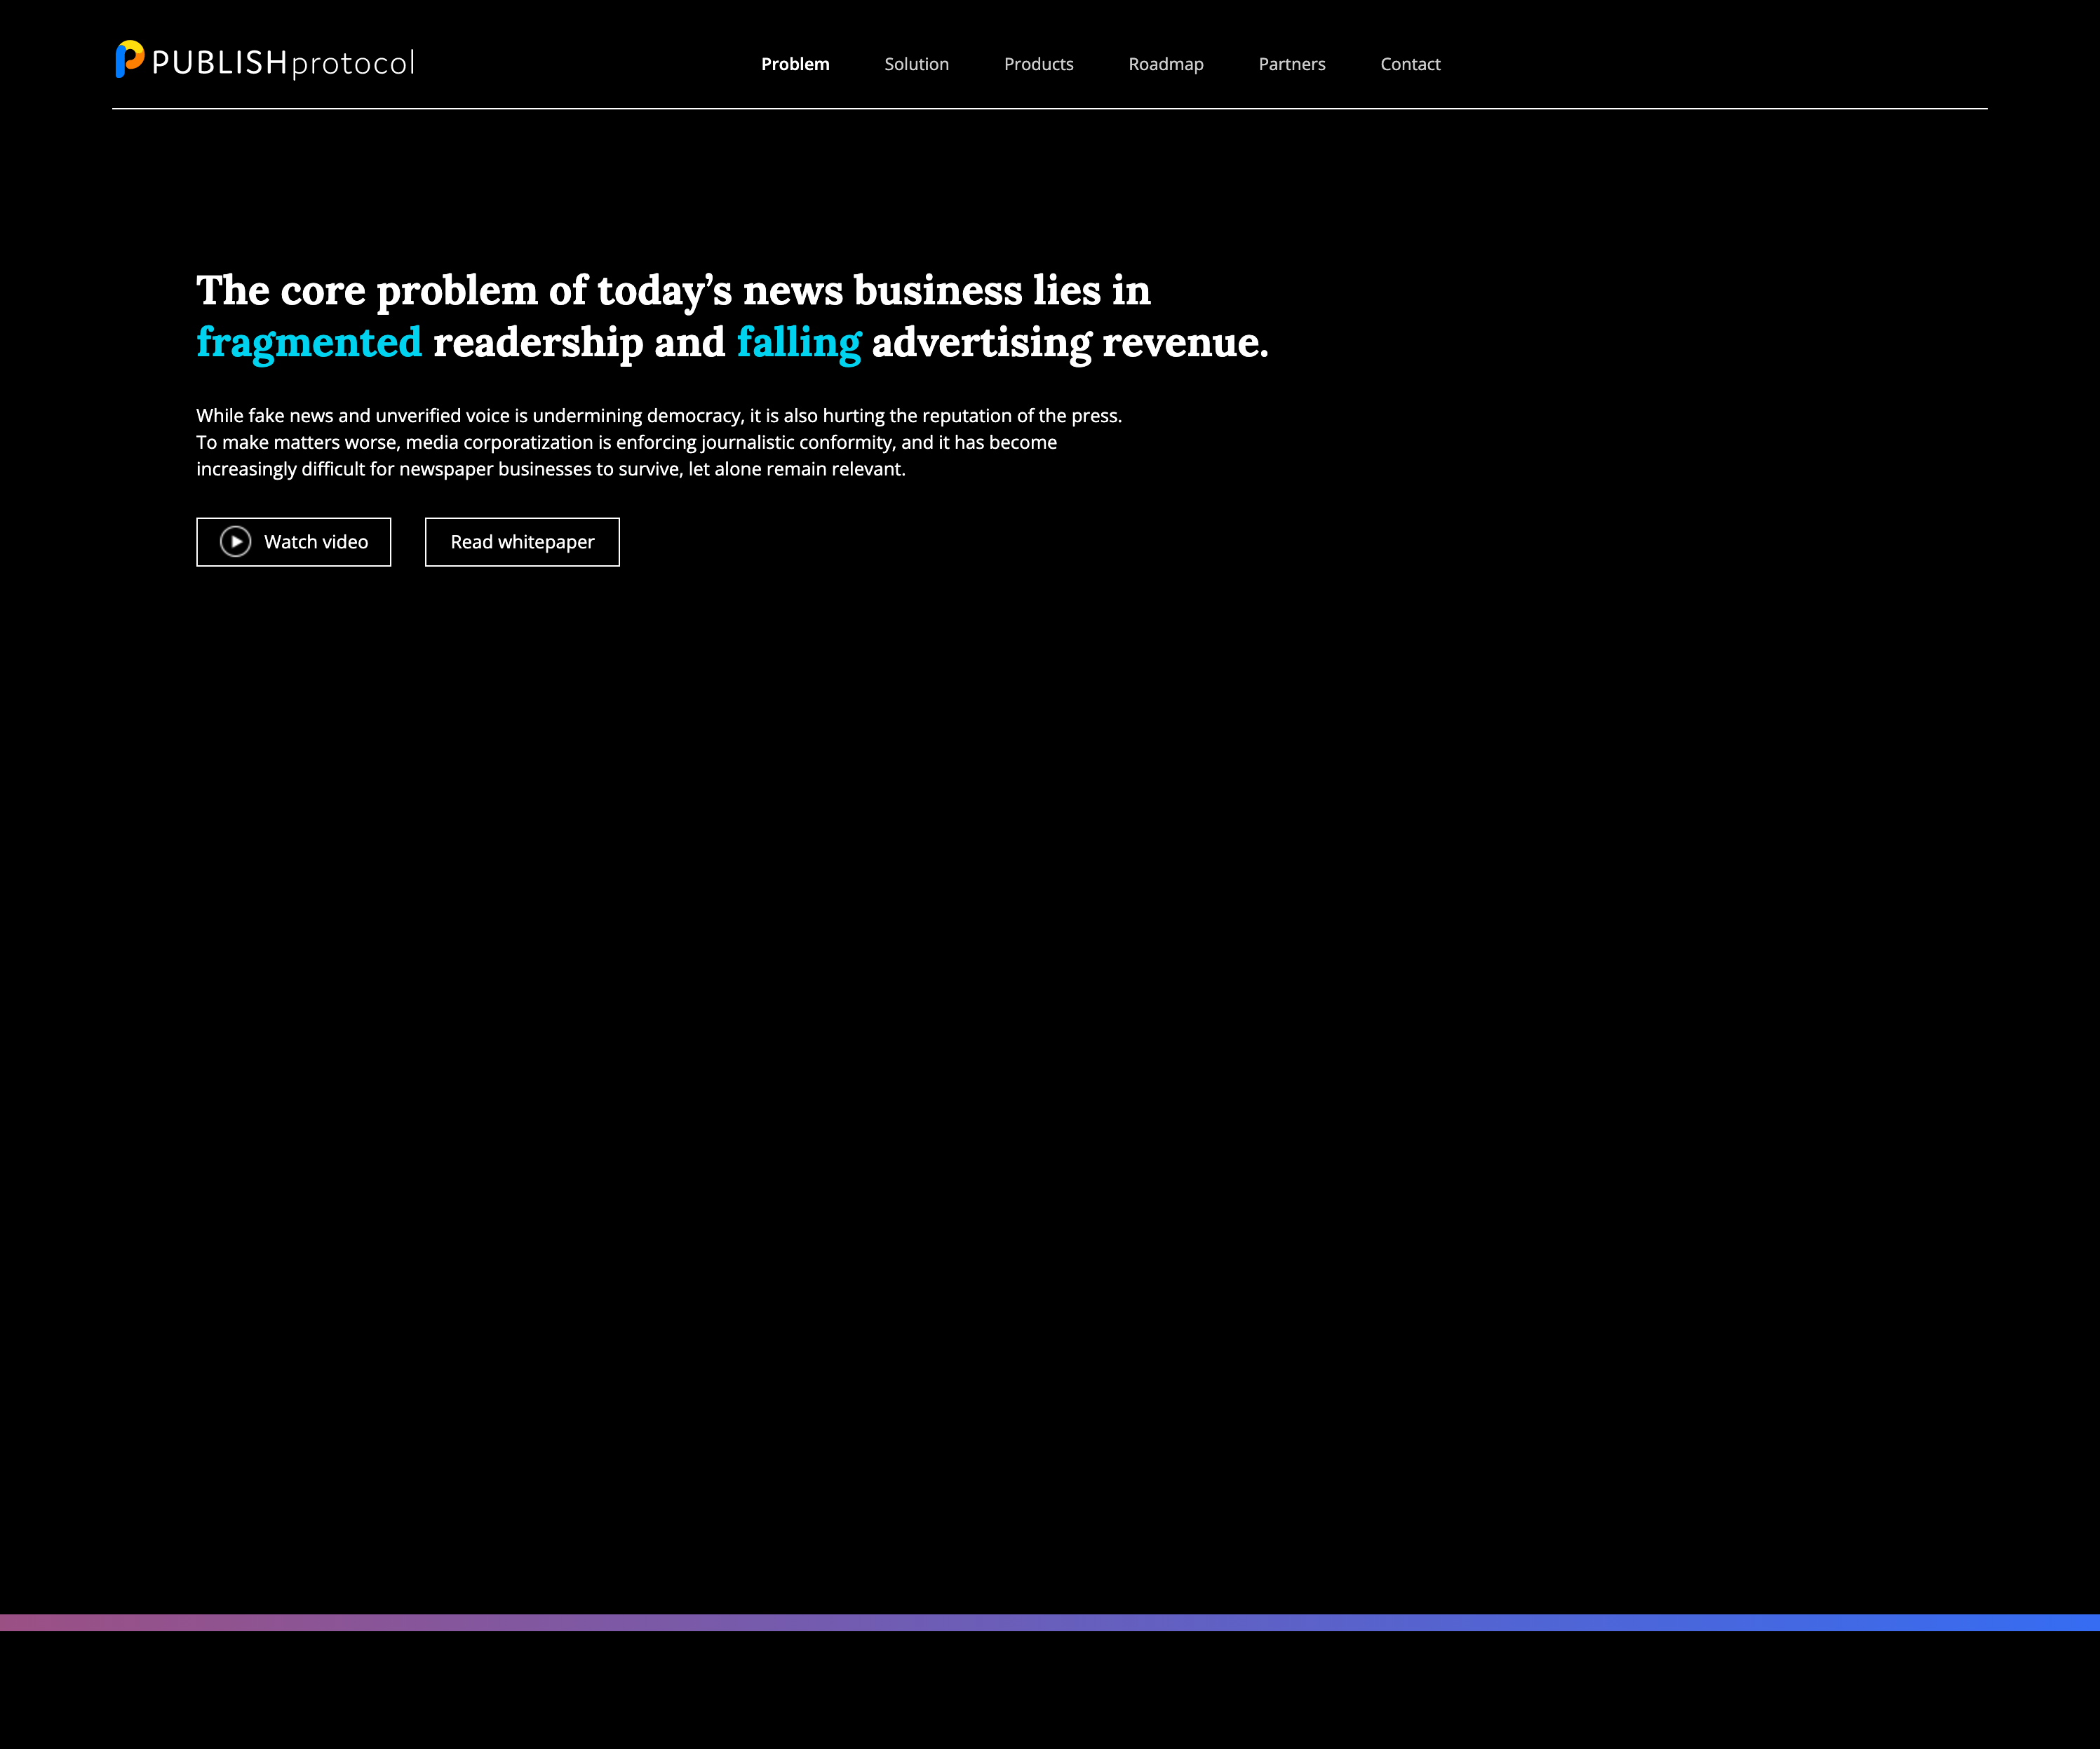 PUBLISHprotocol
Problem Solution Products Roadmap Partners Contact
The core problem of today’s news business lies in
fragmented readership and falling advertising revenue.
While fake news and unverified voice is undermining democracy, it is also hurting the reputation of the press.
To make matters worse, media corporatization is enforcing journalistic conformity, and it has become
increasingly difficult for newspaper businesses to survive, let alone remain relevant.
Watch video
Read whitepaper